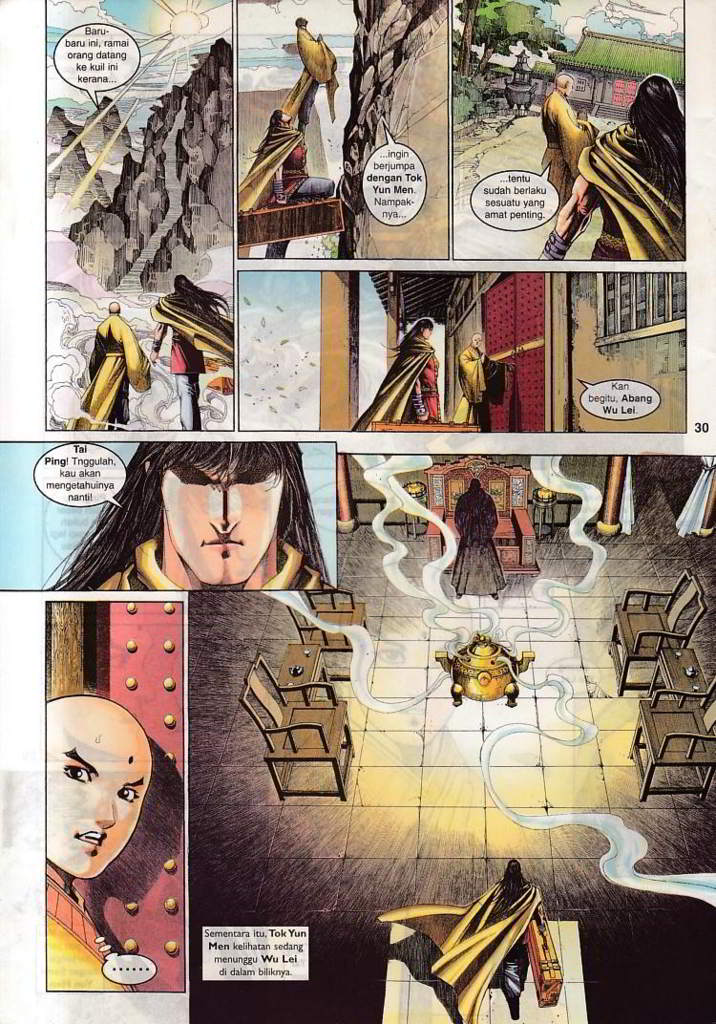 Baru-
baru ini, ramai
orang datang
ke kuil ini
kerana...
...ingin
berjumpa
dengan Tok
Yun Men.
Nampak-
nya...
...tentu
sudah berlaku
sesuatu yang
amat penting.
Kan
begitu, Abang
Wu Lei.
30
Tai
Ping! Tnggulah,
kau akan
mengetahuinya
nanti!
......
Sementara itu, Tok Yun
Men kelihatan sedang
menunggu Wu Lei
di dalam biliknya.